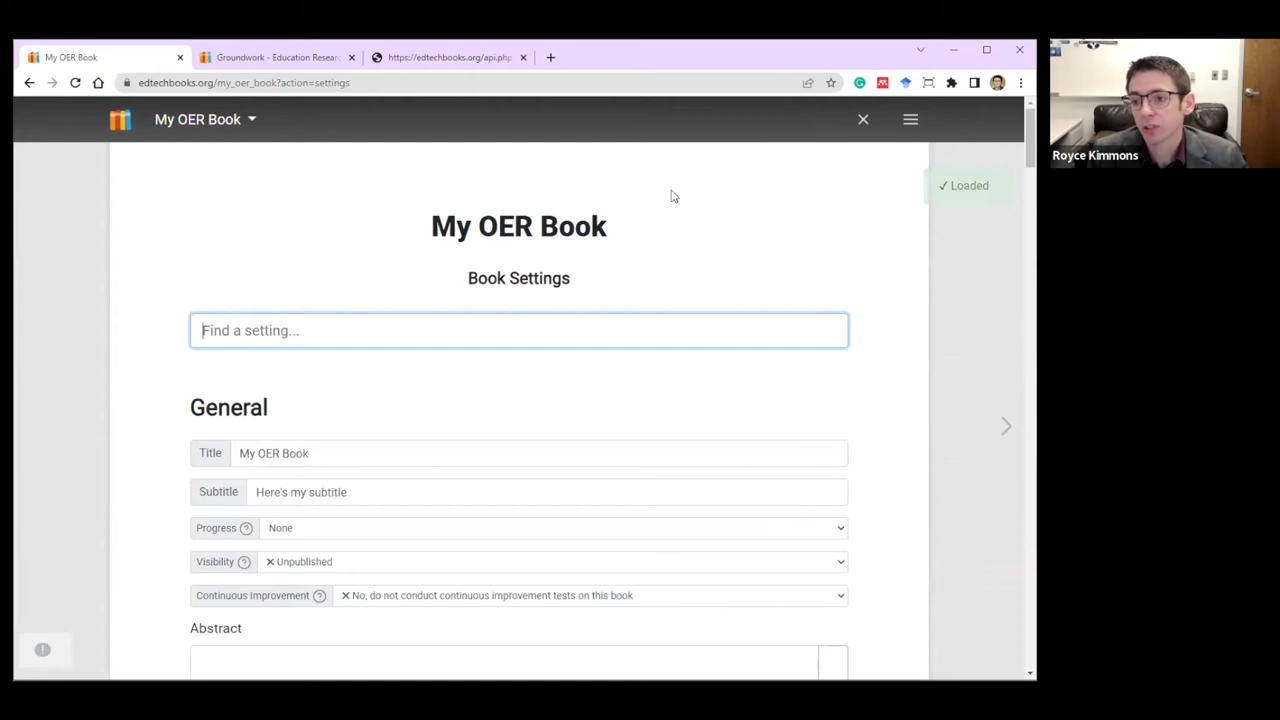 My OER Book
Groundwork - Education Researc
https://edtechbooks.org/api.php
edtechbooks.org/my_oer_book?action=settings
My OER Book
✓ Loaded
My OER Book
Book Settings
Find a setting...
General
Title My OER Book
Subtitle Here's my subtitle
Progress ? None
Visibility ? ✕ Unpublished
Continuous Improvement ? ✕ No, do not conduct continuous improvement tests on this book
Abstract
Royce Kimmons